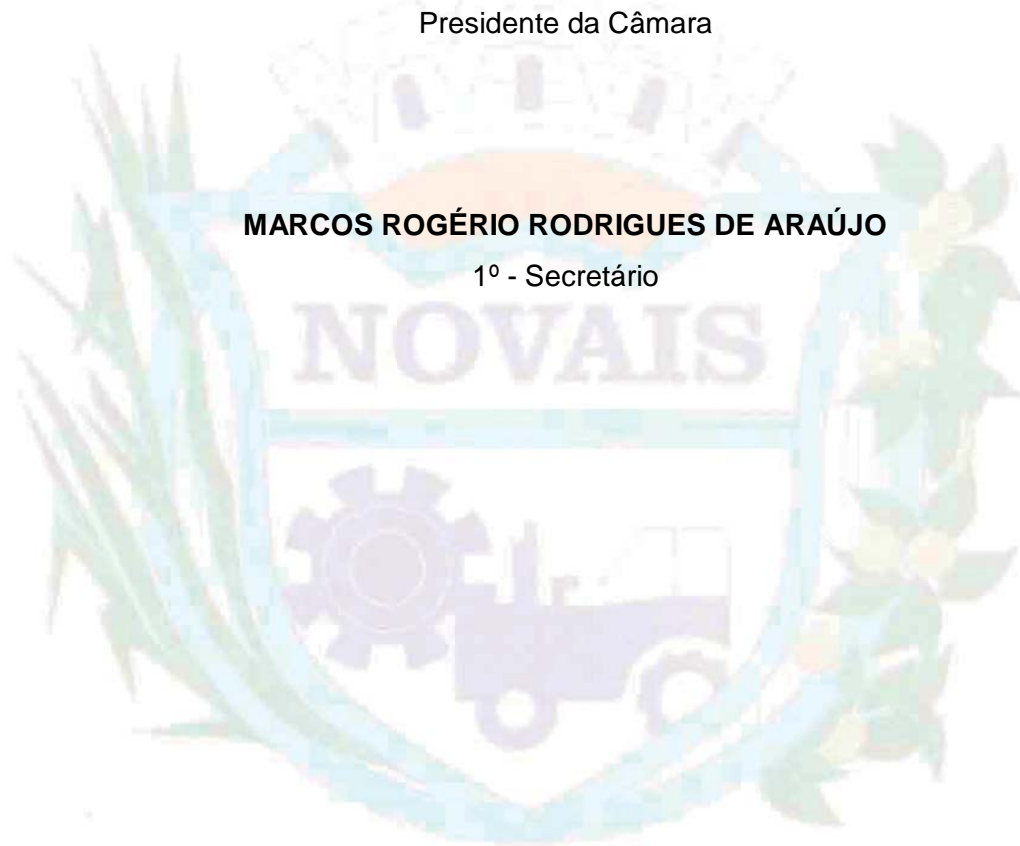 Presidente da Câmara
MARCOS ROGÉRIO RODRIGUES DE ARAÚJO
1º - Secretário
NOVAIS